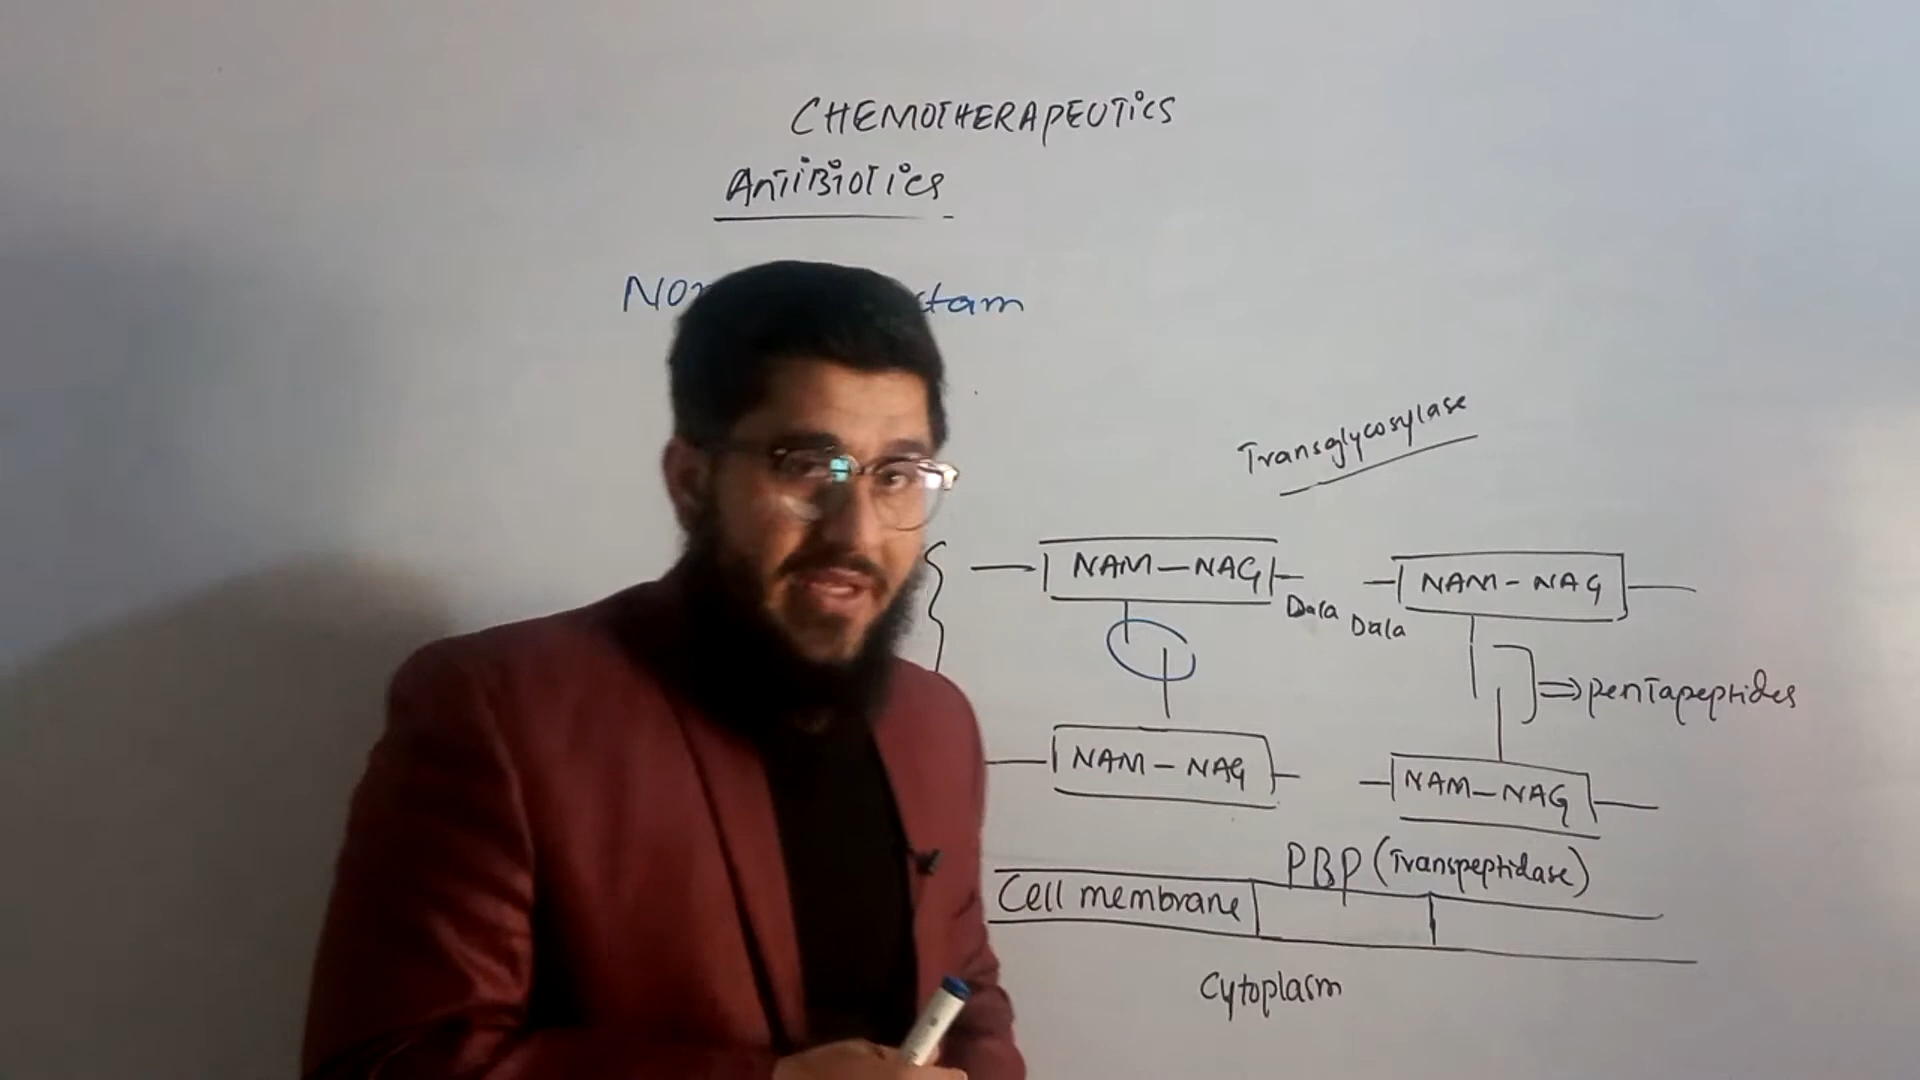 CHEMOTHERAPEUTiCS
AnTiBiOTiCS
Transglycosylase
NAM-NAG
NAM-NAG
Dala
Dala
⇒ penTapeptides
NAM-NAG
NAM-NAG
PBP (Transpeptidase)
Cell membrane
Cytoplasm